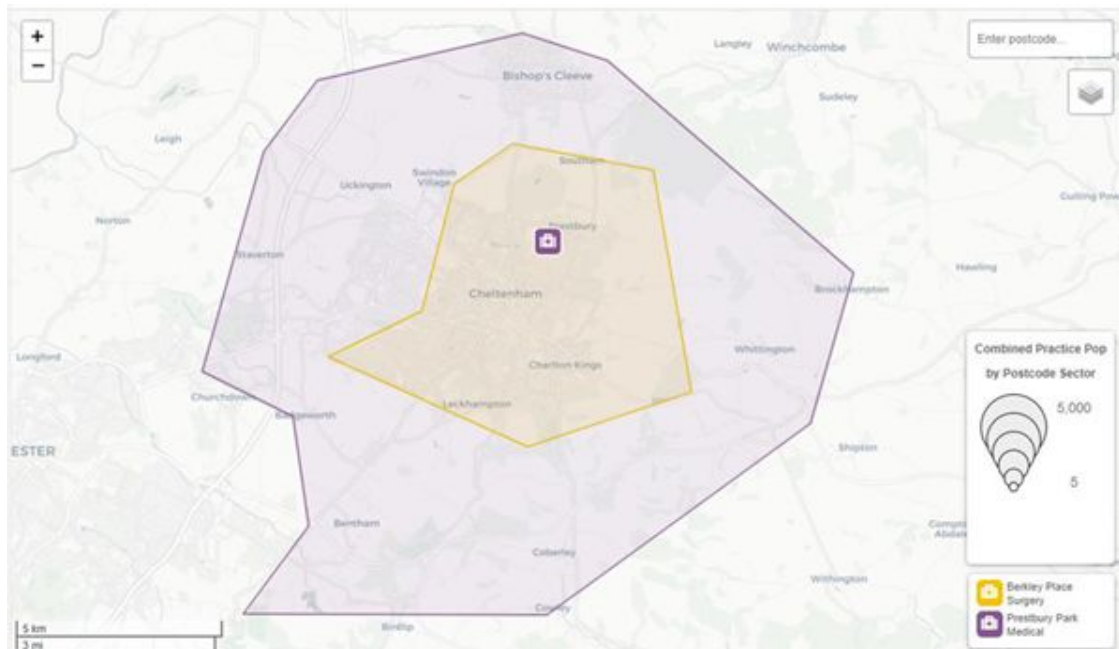 +
−
Enter postcode...
Langley
Winchcombe
Bishop's Cleeve
Sudeley
Leigh
Southam
Swindon
Village
Uckington
Norton
Prestbury
Staverton
Hawling
Brockhampton
Cheltenham
Longford
Whittington
Charlton Kings
Churchdown
Leckhampton
Badgeworth
ESTER
Shipton
Bentham
Coberley
Withington
Cowley
Birdlip
Combined Practice Pop
by Postcode Sector
5,000
5
Berkley Place
Surgery
Prestbury Park
Medical
5 km
3 mi